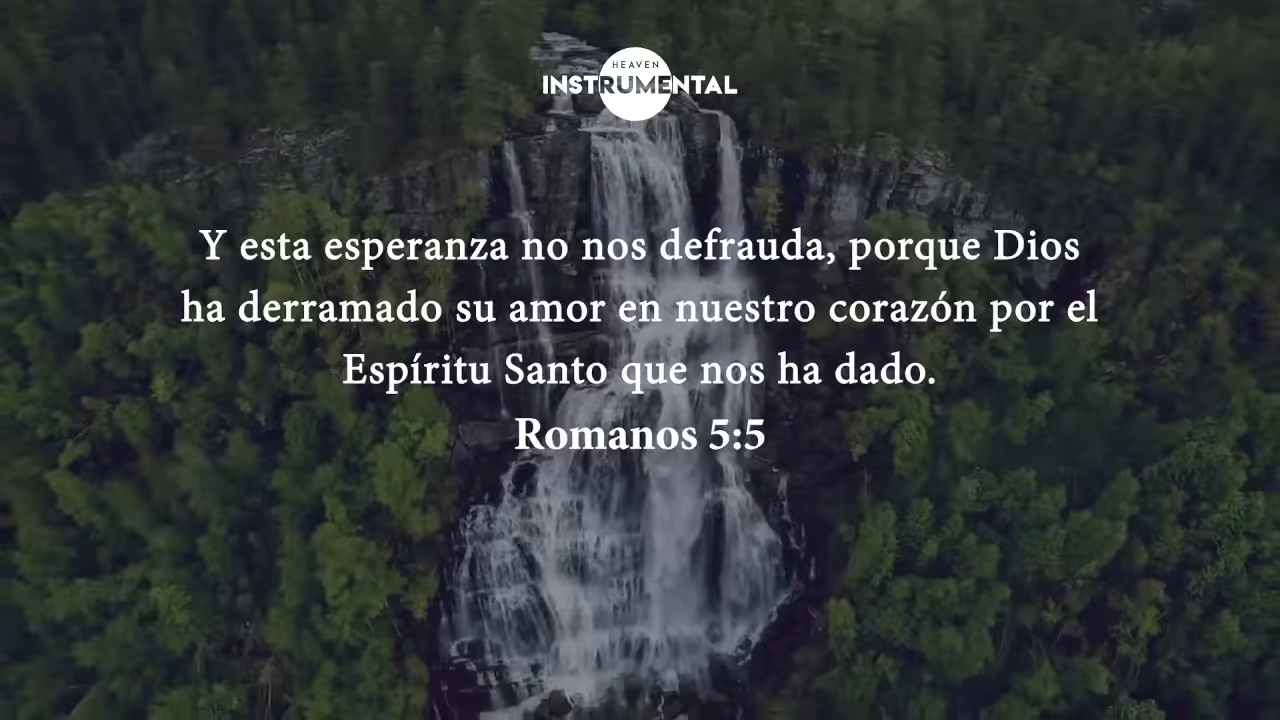 HEAVEN
INSTRUMENTAL
Y esta esperanza no nos defrauda, porque Dios
ha derramado su amor en nuestro corazón por el
Espíritu Santo que nos ha dado.
Romanos 5:5